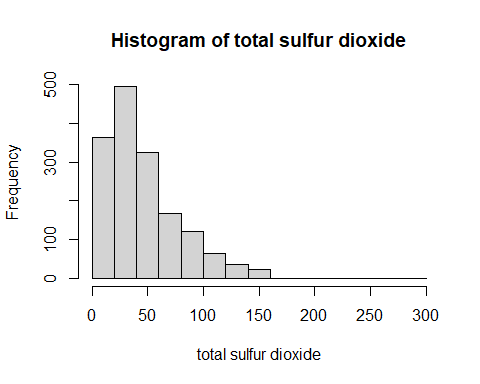 Histogram of total sulfur dioxide
Frequency
500
300
100
0
0 50 100 150 200 250 300
total sulfur dioxide